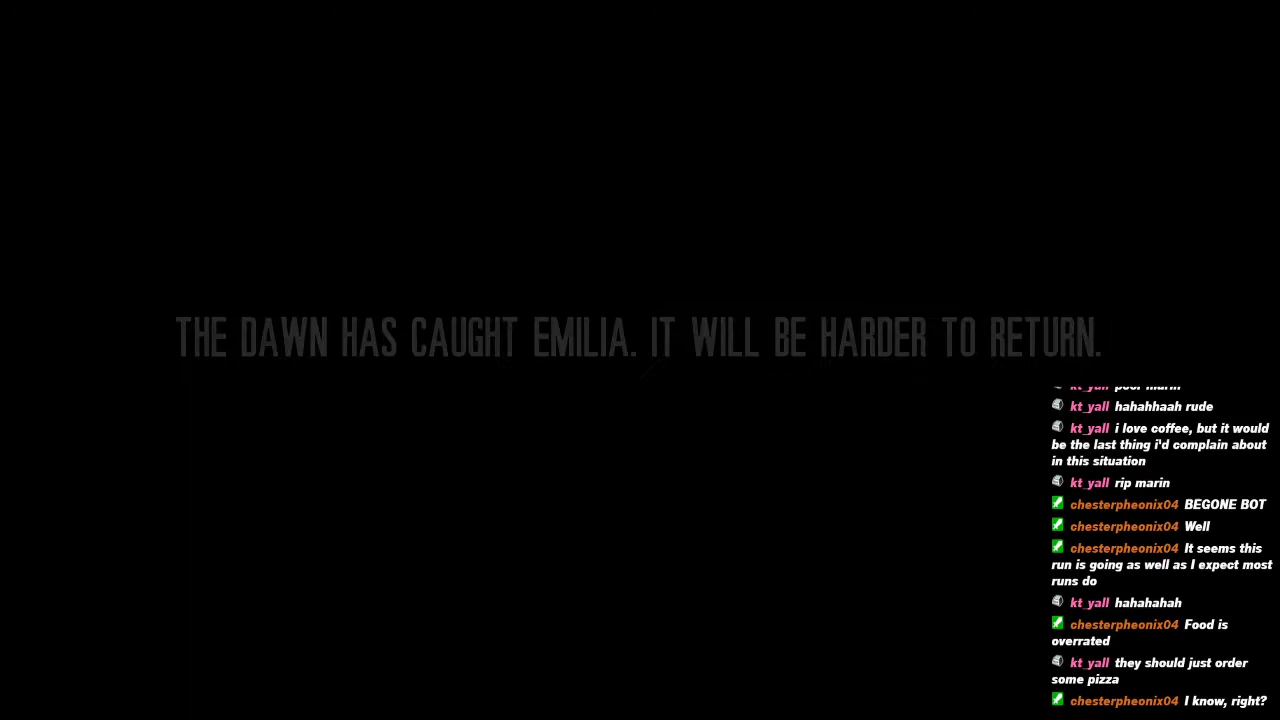 THE DAWN HAS CAUGHT EMILIA. IT WILL BE HARDER TO RETURN.
kt_yall poor marin
kt_yall hahahhaah rude
kt_yall i love coffee, but it would
be the last thing i'd complain about
in this situation
kt_yall rip marin
chesterpheonix04 BEGONE BOT
chesterpheonix04 Well
chesterpheonix04 It seems this
run is going as well as I expect most
runs do
kt_yall hahahahah
chesterpheonix04 Food is
overrated
kt_yall they should just order
some pizza
chesterpheonix04 I know, right?